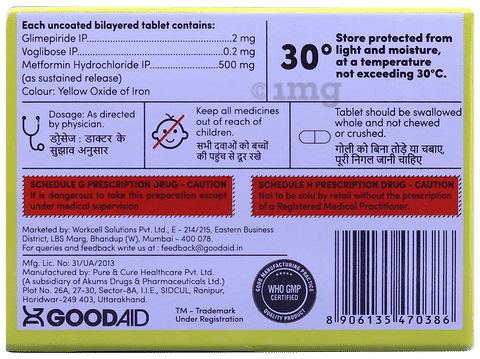 Each uncoated bilayered tablet contains:
Glimepiride IP..............................2 mg
Voglibose IP.................................0.2 mg
Metformin Hydrochloride IP.............500 mg
(as sustained release)
Colour: Yellow Oxide of Iron
30°
Store protected from
light and moisture,
at a temperature
not exceeding 30°C.
1mg
Dosage: As directed
by physician.
डोसेज: डाक्टर के
सुझाव अनुसार
Keep all medicines
out of reach of
children.
सभी दवाओं को बच्चों
की पहुंच से दूर रखे
Tablet should be swallowed
whole and not chewed
or crushed.
गोली को बिना तोड़े या चबाए,
पूरी निगल जानी चाहिए
SCHEDULE G PRESCRIPTION DRUG - CAUTION
It is dangerous to take this preparation except
under medical supervision
SCHEDULE H PRESCRIPTION DRUG - CAUTION
Not to be sold by retail without the prescription
of a Registered Medical Practitioner.
Marketed by: Workcell Solutions Pvt. Ltd., E - 214/215, Eastern Business
District, LBS Marg, Bhandup (W), Mumbai - 400 078.
For queries and feedback write us at : feedback@goodaid.in
Mfg. Lic. No: 31/UA/2013
Manufactured by: Pure & Cure Healthcare Pvt. Ltd.
(A subsidiary of Akums Drugs & Pharmaceuticals Ltd.)
Plot No. 26A, 27-30, Sector-8A, I.I.E., SIDCUL, Ranipur,
Haridwar-249 403, Uttarakhand.
GOODAID
TM - Trademark
Under Registration
GOOD MANUFACTURING PRACTICE
WHO GMP
CERTIFIED
QUALITY PRODUCT
8 906135 470386